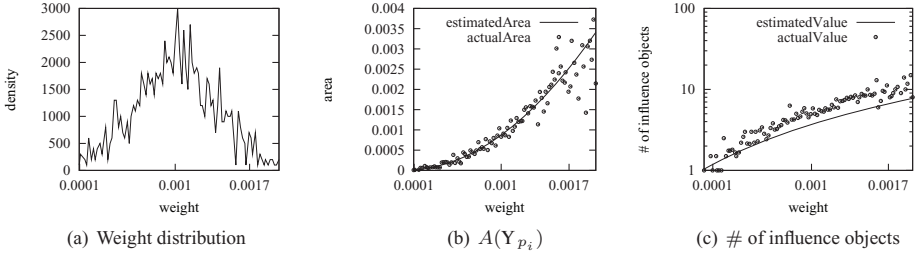 3000
2500
2000
1500
1000
500
0
density
0.0001
0.001
0.0017
weight
(a) Weight distribution
0.004
0.0035
0.003
0.0025
0.002
0.0015
0.001
0.0005
0
area
estimatedArea
actualArea
0.0001
0.001
0.0017
weight
(b) A(Y_{p_i})
100
10
1
# of influence objects
estimatedValue
actualValue
0.0001
0.001
0.0017
weight
(c) # of influence objects